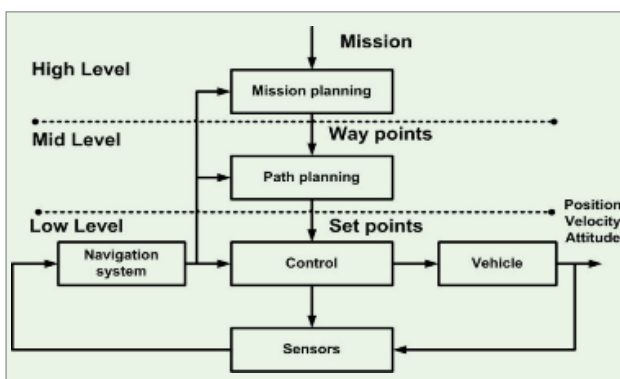 Mission
High Level
Mission planning
Mid Level
Way points
Path planning
Position
Velocity
Attitude
Low Level
Set points
Navigation
system
Control
Vehicle
Sensors